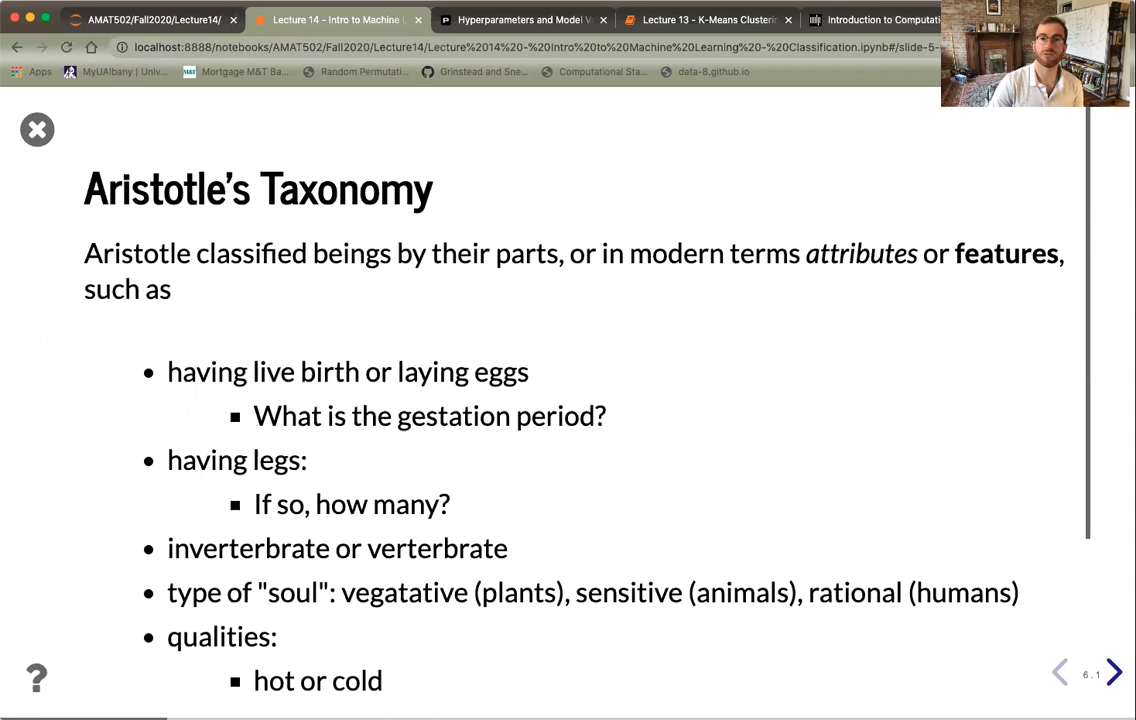 AMAT502/Fall2020/Lecture14/
Lecture 14 - Intro to Machine L
Hyperparameters and Model V
Lecture 13 - K-Means Clusterin
Introduction to Computati
localhost:8888/notebooks/AMAT502/Fall2020/Lecture14/Lecture%2014%20-%20Intro%20to%20Machine%20Learning%20-%20Classification.ipynb#/slide-5-
Apps
MyUAlbany | Univ...
M&T
Mortgage M&T Ba...
Random Permutati...
Grinstead and Sne...
Computational Sta...
data-8.github.io
Aristotle's Taxonomy
Aristotle classified beings by their parts, or in modern terms attributes or features,
such as
• having live birth or laying eggs
▪ What is the gestation period?
• having legs:
▪ If so, how many?
• inverterbrate or verterbrate
• type of "soul": vegatative (plants), sensitive (animals), rational (humans)
• qualities:
▪ hot or cold
?
6.1